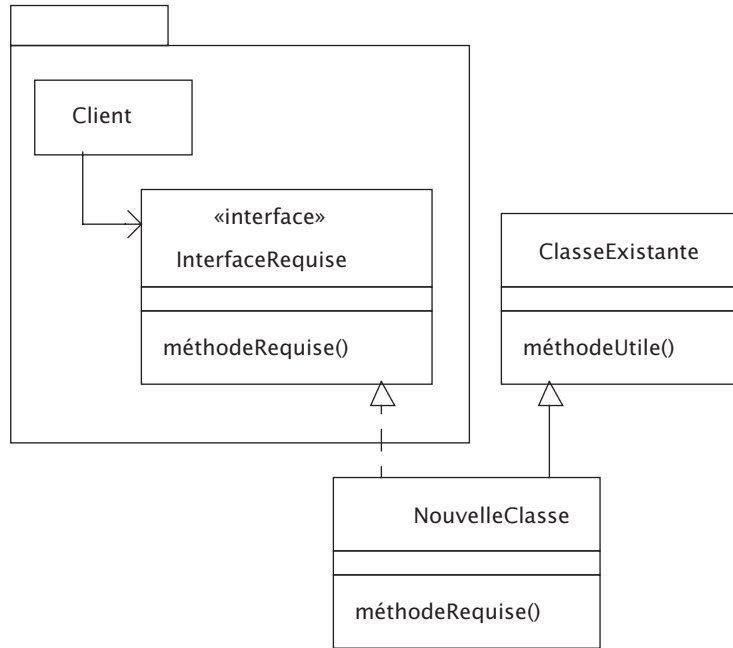 Client
«interface»
InterfaceRequise
méthodeRequise()
ClasseExistante
méthodeUtile()
NouvelleClasse
méthodeRequise()